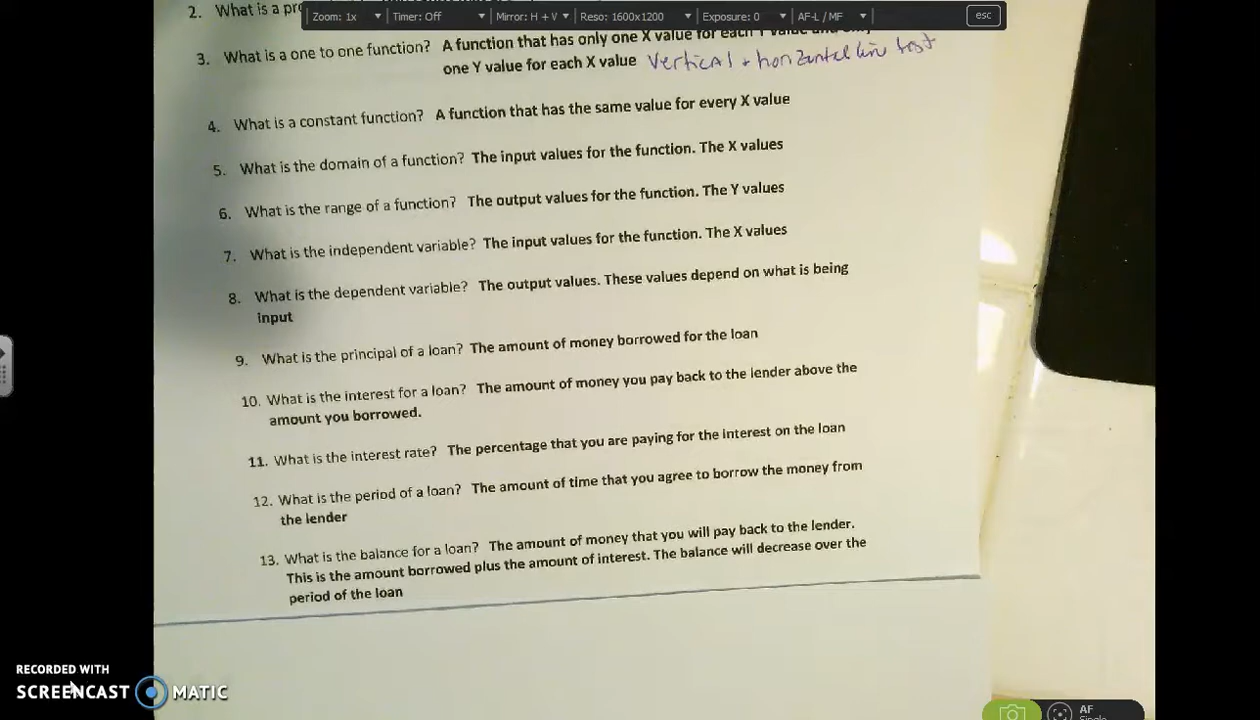 Zoom: 1x Timer: Off Mirror: H + V Reso: 1600x1200 Exposure: 0 AF-L / MF esc
2. What is a
3. What is a one to one function? A function that has only one X value for each Y value and only
one Y value for each X value vertical + horizontal line test
4. What is a constant function? A function that has the same value for every X value
5. What is the domain of a function? The input values for the function. The X values
6. What is the range of a function? The output values for the function. The Y values
7. What is the independent variable? The input values for the function. The X values
8. What is the dependent variable? The output values. These values depend on what is being
input
9. What is the principal of a loan? The amount of money borrowed for the loan
10. What is the interest for a loan? The amount of money you pay back to the lender above the
amount you borrowed.
11. What is the interest rate? The percentage that you are paying for the interest on the loan
12. What is the period of a loan? The amount of time that you agree to borrow the money from
the lender
13. What is the balance for a loan? The amount of money that you will pay back to the lender.
This is the amount borrowed plus the amount of interest. The balance will decrease over the
period of the loan
RECORDED WITH
SCREENCAST MATIC
AF
Single